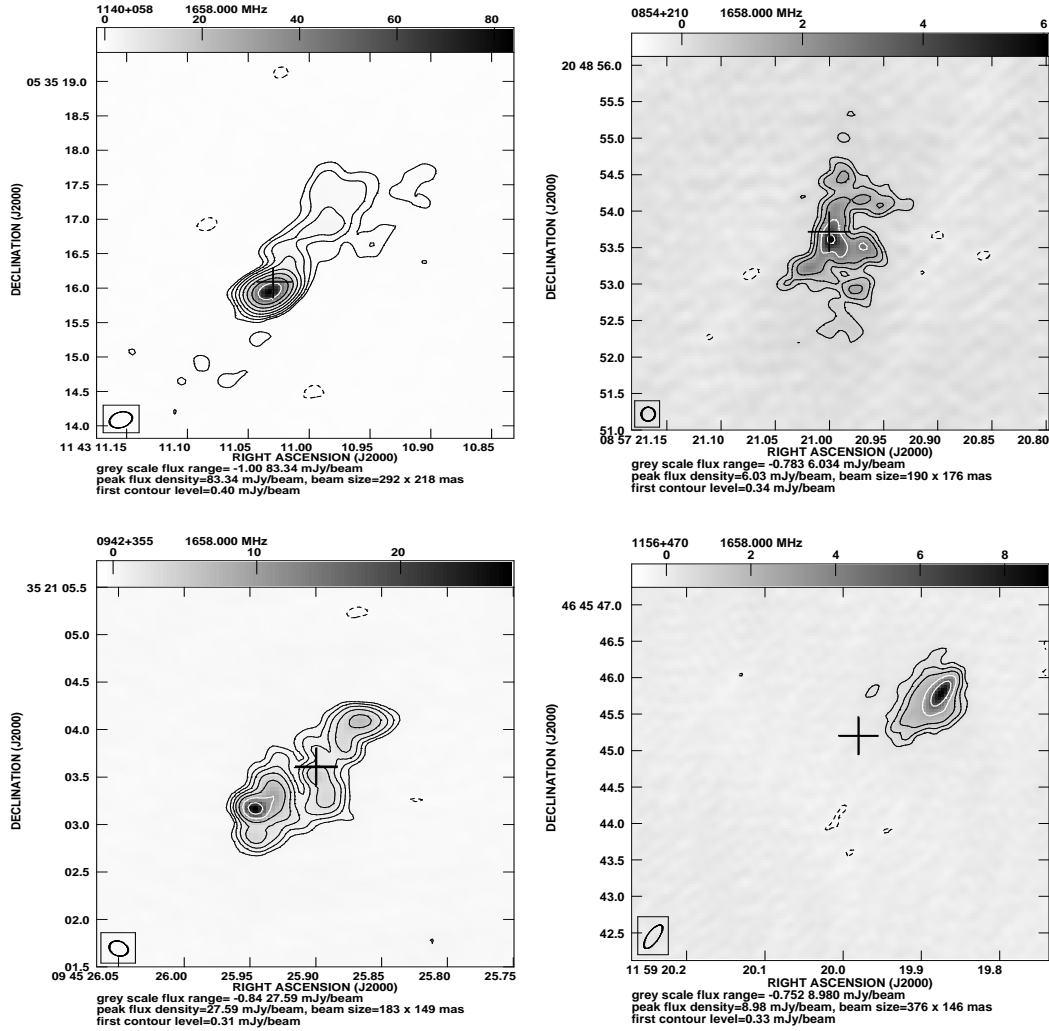 1140+058 1658.000 MHz
0 20 40 60 80
DECLINATION (J2000)
05 35 19.0
18.5
18.0
17.5
17.0
16.5
16.0
15.5
15.0
14.5
14.0
11 43 11.15 11.10 11.05 11.00 10.95 10.90 10.85
RIGHT ASCENSION (J2000)
grey scale flux range= -1.00 83.34 mJy/beam
peak flux density=83.34 mJy/beam, beam size=292 x 218 mas
first contour level=0.40 mJy/beam
0854+210 1658.000 MHz
0 2 4 6
DECLINATION (J2000)
20 48 56.0
55.5
55.0
54.5
54.0
53.5
53.0
52.5
52.0
51.5
51.0
08 57 21.15 21.10 21.05 21.00 20.95 20.90 20.85 20.80
RIGHT ASCENSION (J2000)
grey scale flux range= -0.783 6.034 mJy/beam
peak flux density=6.03 mJy/beam, beam size=190 x 176 mas
first contour level=0.34 mJy/beam
0942+355 1658.000 MHz
0 10 20
DECLINATION (J2000)
35 21 05.5
05.0
04.5
04.0
03.5
03.0
02.5
02.0
01.5
09 45 26.05 26.00 25.95 25.90 25.85 25.80 25.75
RIGHT ASCENSION (J2000)
grey scale flux range= -0.84 27.59 mJy/beam
peak flux density=27.59 mJy/beam, beam size=183 x 149 mas
first contour level=0.31 mJy/beam
1156+470 1658.000 MHz
0 2 4 6 8
DECLINATION (J2000)
46 45 47.0
46.5
46.0
45.5
45.0
44.5
44.0
43.5
43.0
42.5
11 59 20.2 20.1 20.0 19.9 19.8
RIGHT ASCENSION (J2000)
grey scale flux range= -0.752 8.980 mJy/beam
peak flux density=8.98 mJy/beam, beam size=376 x 146 mas
first contour level=0.33 mJy/beam